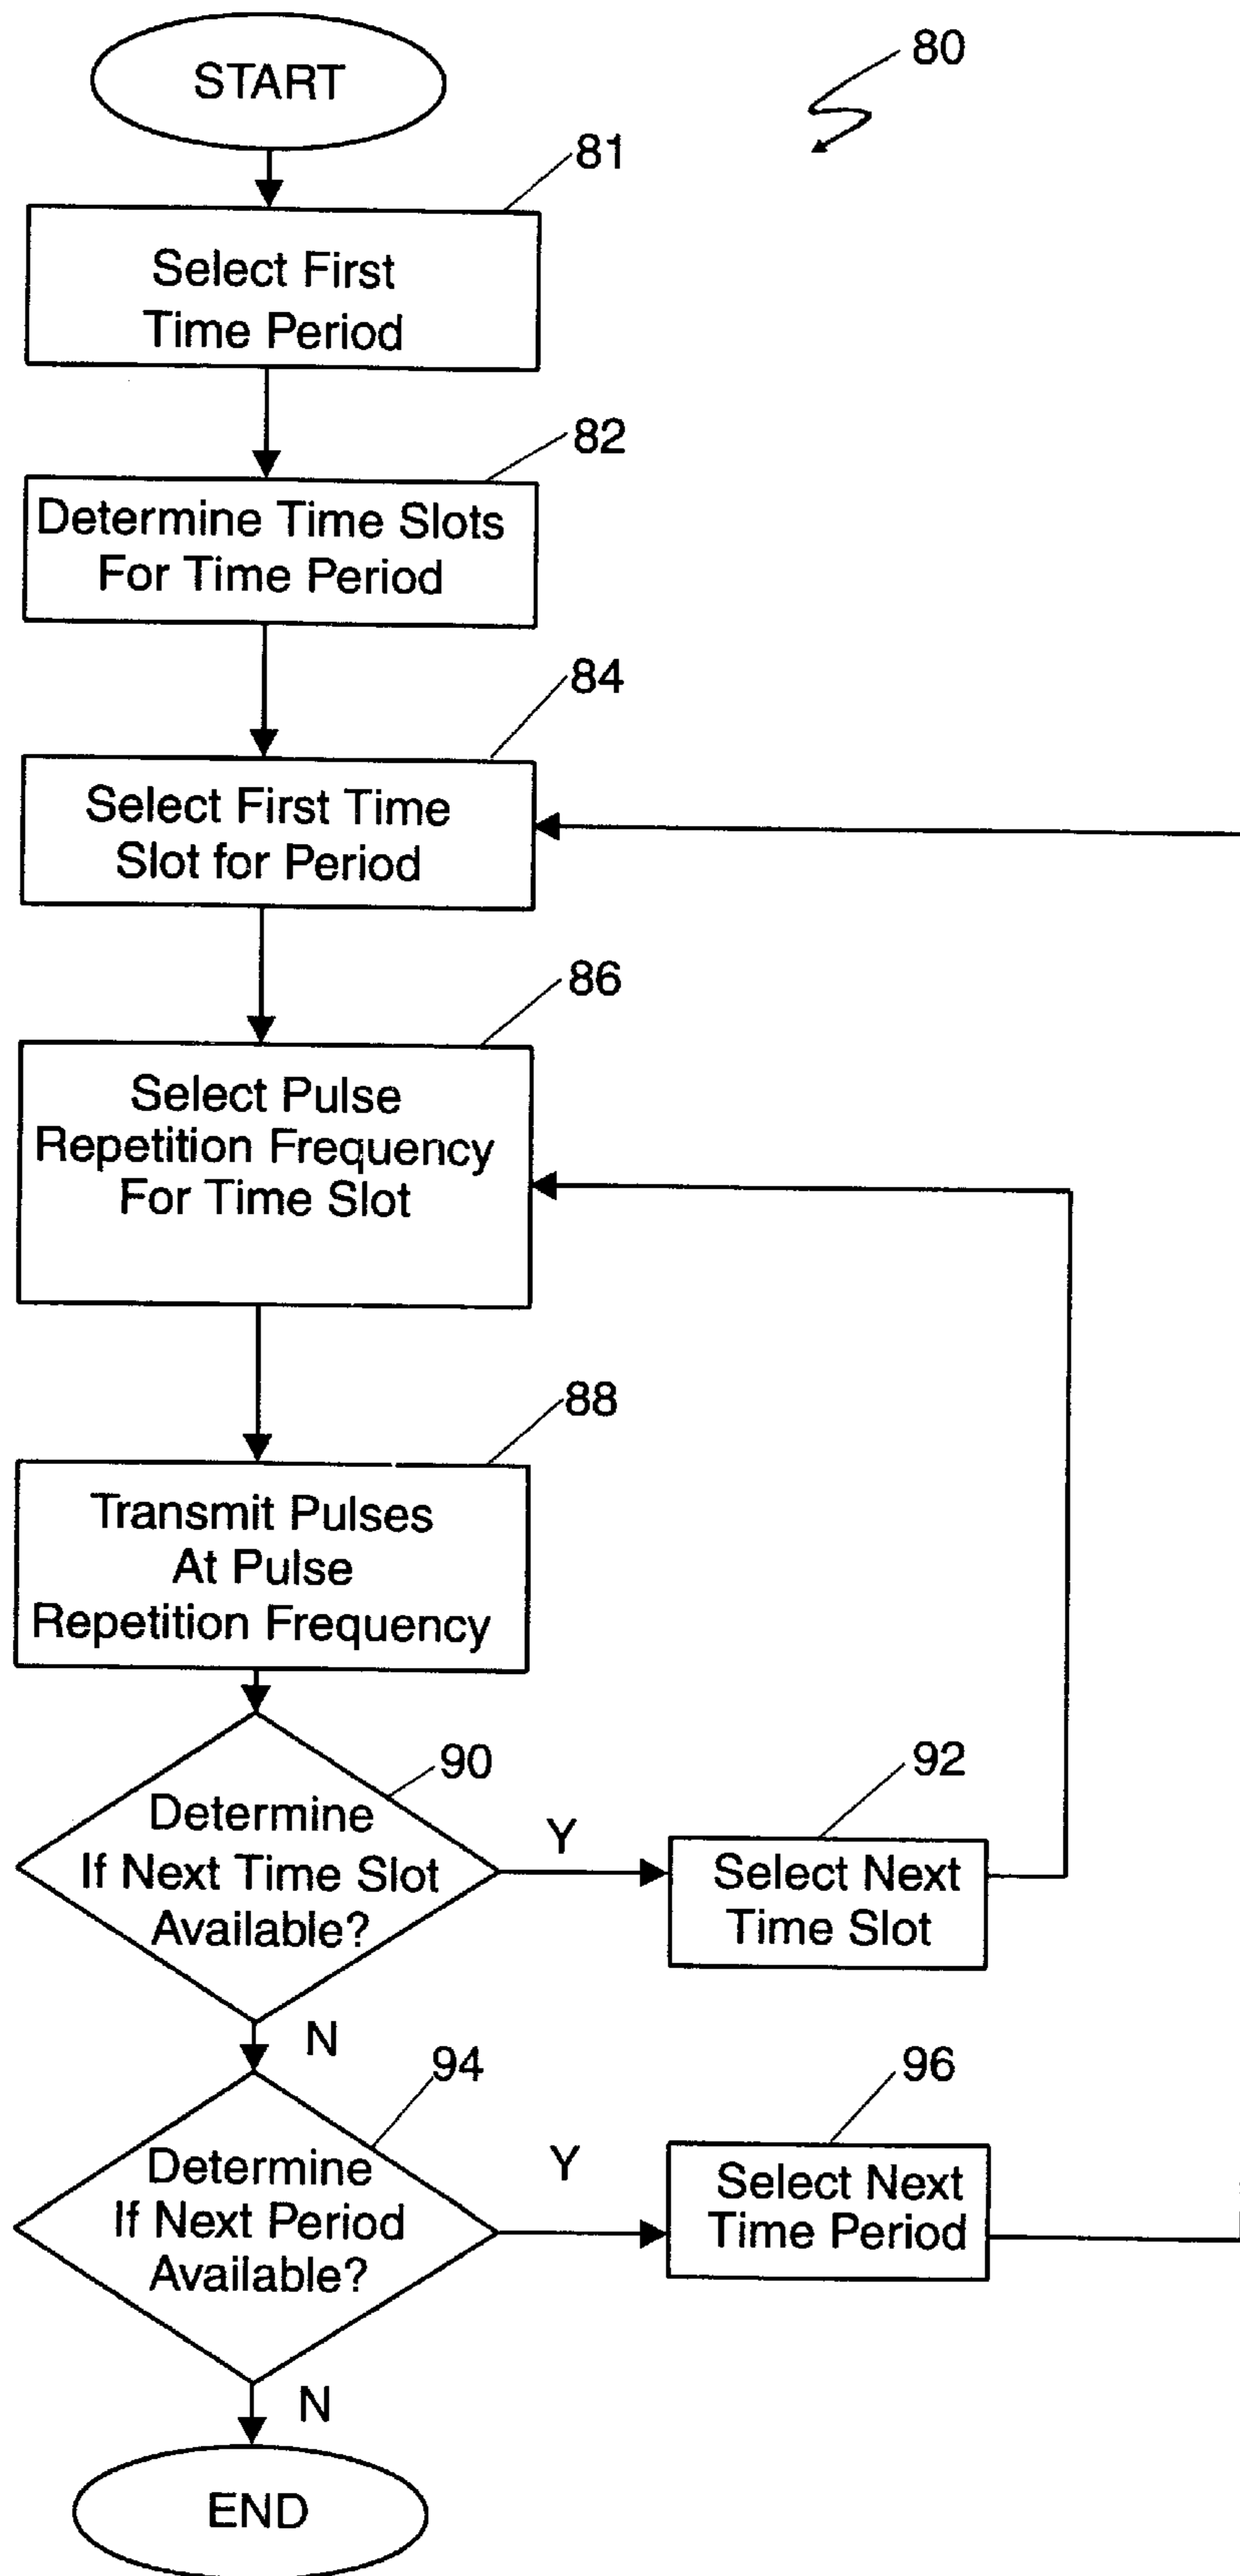 START
80
81
Select First
Time Period
82
Determine Time Slots
For Time Period
84
Select First Time
Slot for Period
86
Select Pulse
Repetition Frequency
For Time Slot
88
Transmit Pulses
At Pulse
Repetition Frequency
90
Determine
If Next Time Slot
Available?
Y
92
Select Next
Time Slot
N
94
Determine
If Next Period
Available?
Y
96
Select Next
Time Period
N
END